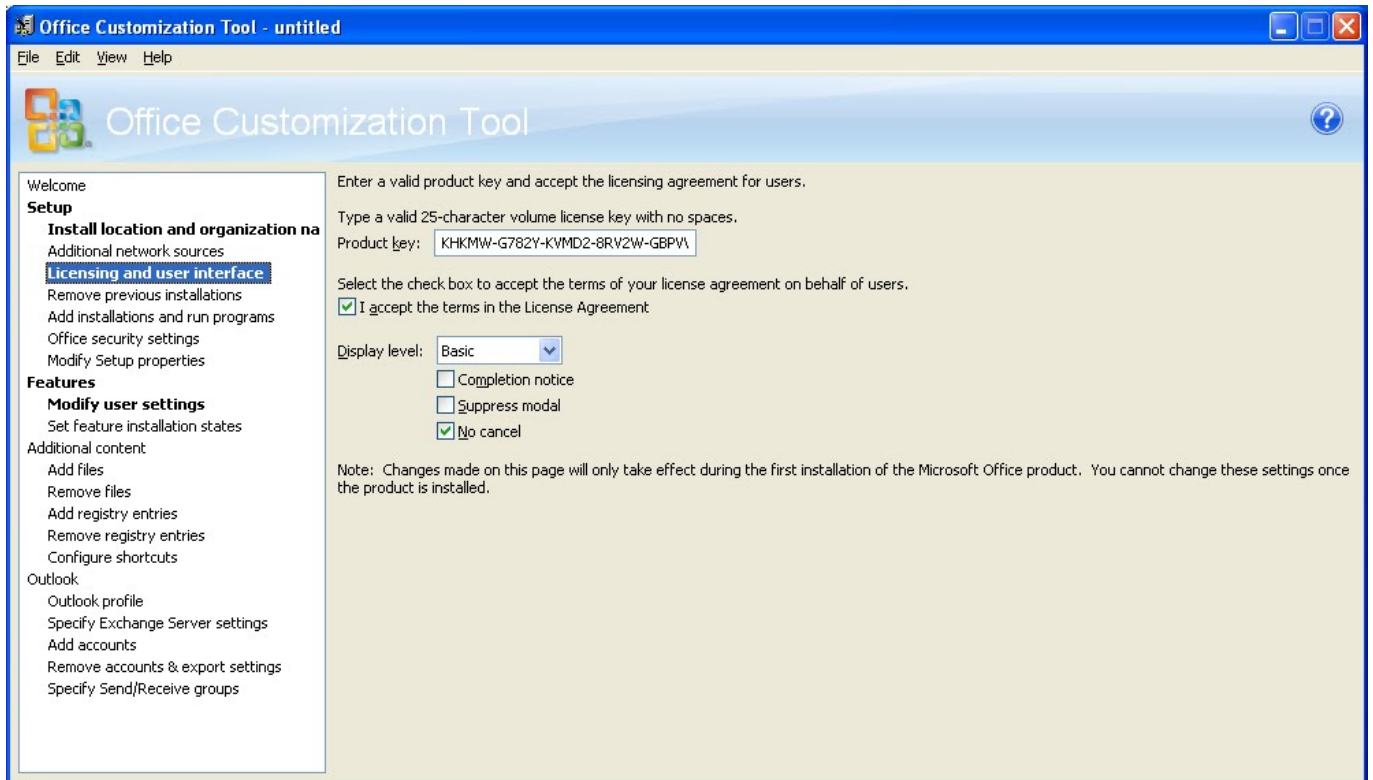 Office Customization Tool - untitled
File Edit View Help
Office Customization Tool
Welcome
Setup
Install location and organization na
Additional network sources
Licensing and user interface
Remove previous installations
Add installations and run programs
Office security settings
Modify Setup properties
Features
Modify user settings
Set feature installation states
Additional content
Add files
Remove files
Add registry entries
Remove registry entries
Configure shortcuts
Outlook
Outlook profile
Specify Exchange Server settings
Add accounts
Remove accounts & export settings
Specify Send/Receive groups
Enter a valid product key and accept the licensing agreement for users.
Type a valid 25-character volume license key with no spaces.
Product key:
Select the check box to accept the terms of your license agreement on behalf of users.
I accept the terms in the License Agreement
Display level: Basic
Completion notice
Suppress modal
No cancel
Note: Changes made on this page will only take effect during the first installation of the Microsoft Office product. You cannot change these settings once
the product is installed.